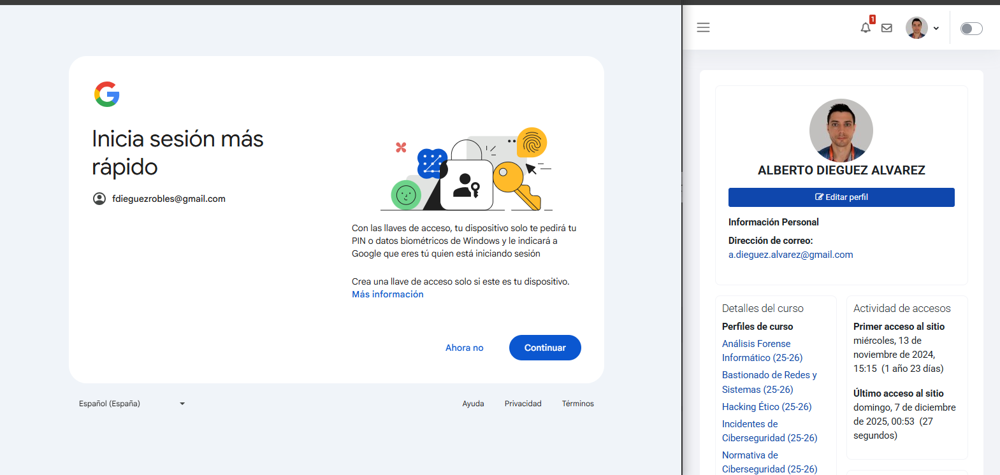 Inicia sesión más
rápido
fdieguezrobles@gmail.com
Con las llaves de acceso, tu dispositivo solo te pedirá tu
PIN o datos biométricos de Windows y le indicará a
Google que eres tú quien está iniciando sesión
Crea una llave de acceso solo si este es tu dispositivo.
Más información
Ahora no
Continuar
Español (España)
Ayuda
Privacidad
Términos
1
ALBERTO DIEGUEZ ALVAREZ
Editar perfil
Información Personal
Dirección de correo:
a.dieguez.alvarez@gmail.com
Detalles del curso
Perfiles de curso
Análisis Forense
Informático (25-26)
Bastionado de Redes y
Sistemas (25-26)
Hacking Ético (25-26)
Incidentes de
Ciberseguridad (25-26)
Normativa de
Ciberseguridad (25-26)
Actividad de accesos
Primer acceso al sitio
miércoles, 13 de
noviembre de 2024,
15:15 (1 año 23 días)
Último acceso al sitio
domingo, 7 de diciembre
de 2025, 00:53 (27
segundos)